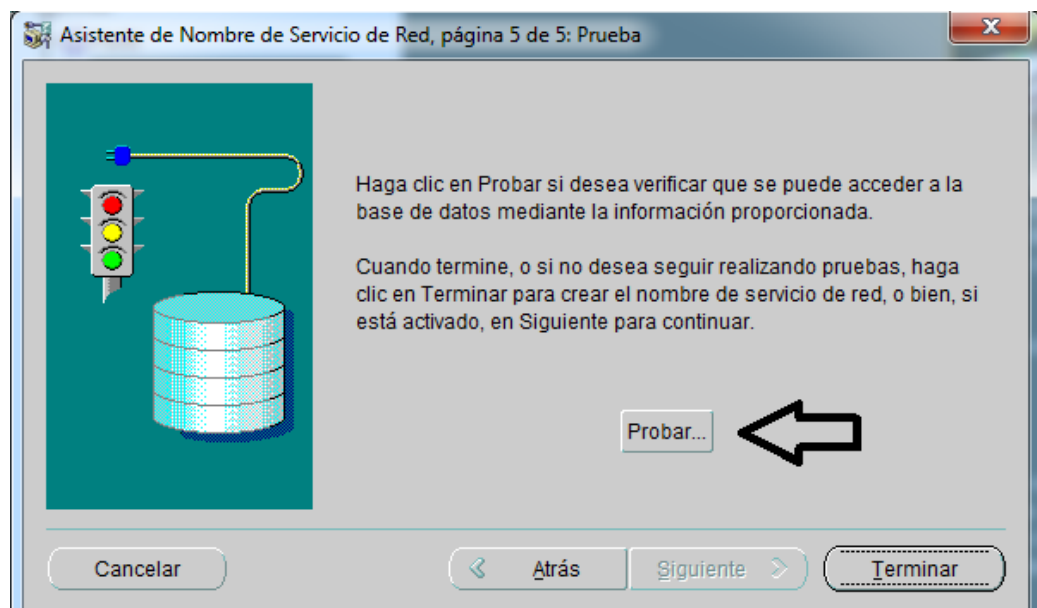 Asistente de Nombre de Servicio de Red, página 5 de 5: Prueba
Haga clic en Probar si desea verificar que se puede acceder a la
base de datos mediante la información proporcionada.
Cuando termine, o si no desea seguir realizando pruebas, haga
clic en Terminar para crear el nombre de servicio de red, o bien, si
está activado, en Siguiente para continuar.
Probar...
Cancelar
Atrás
Siguiente
Terminar